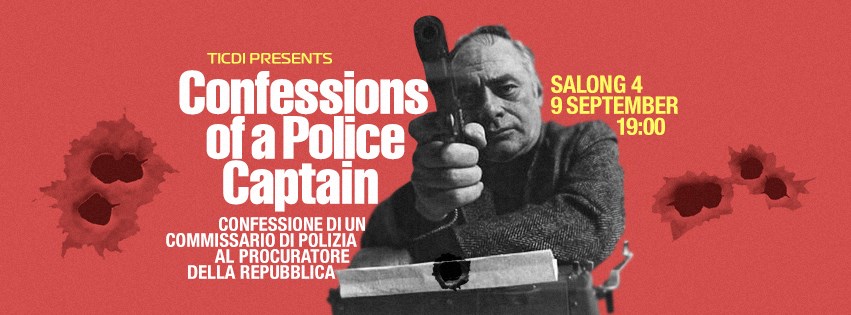 TICDI PRESENTS
Confessions
of a Police
Captain
CONFESSIONE DI UN
COMMISSARIO DI POLIZIA
AL PROCURATORE
DELLA REPUBBLICA
SALONG 4
9 SEPTEMBER
19:00